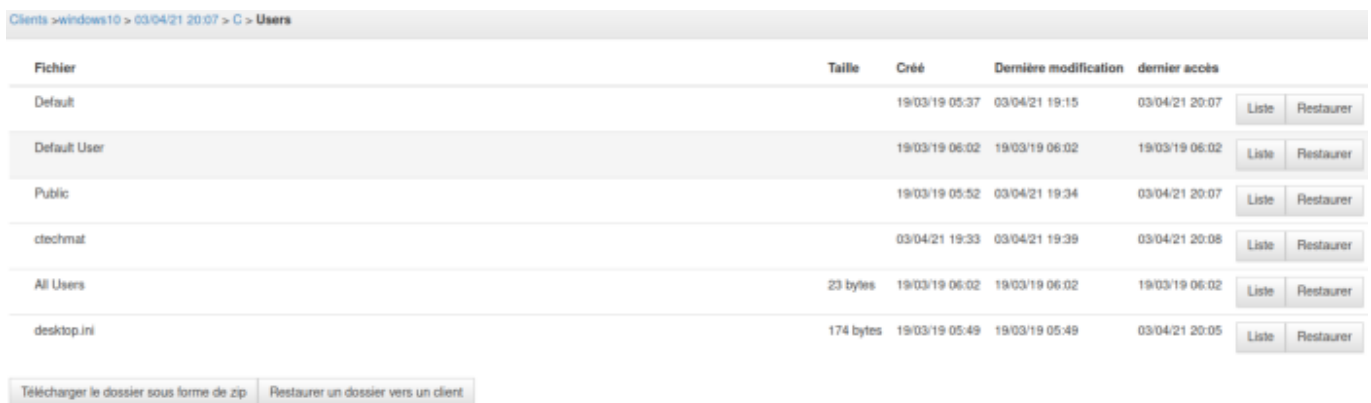 Clients >windows10 > 03/04/21 20:07 > C > Users
Fichier Taille Créé Dernière modification dernier accès
Default 19/03/19 05:37 03/04/21 19:15 03/04/21 20:07 Liste Restaurer
Default User 19/03/19 06:02 19/03/19 06:02 19/03/19 06:02 Liste Restaurer
Public 19/03/19 05:52 03/04/21 19:34 03/04/21 20:07 Liste Restaurer
ctechmat 03/04/21 19:33 03/04/21 19:39 03/04/21 20:08 Liste Restaurer
All Users 23 bytes 19/03/19 06:02 19/03/19 06:02 19/03/19 06:02 Liste Restaurer
desktop.ini 174 bytes 19/03/19 05:49 19/03/19 05:49 03/04/21 20:05 Liste Restaurer
Télécharger le dossier sous forme de zip Restaurer un dossier vers un client